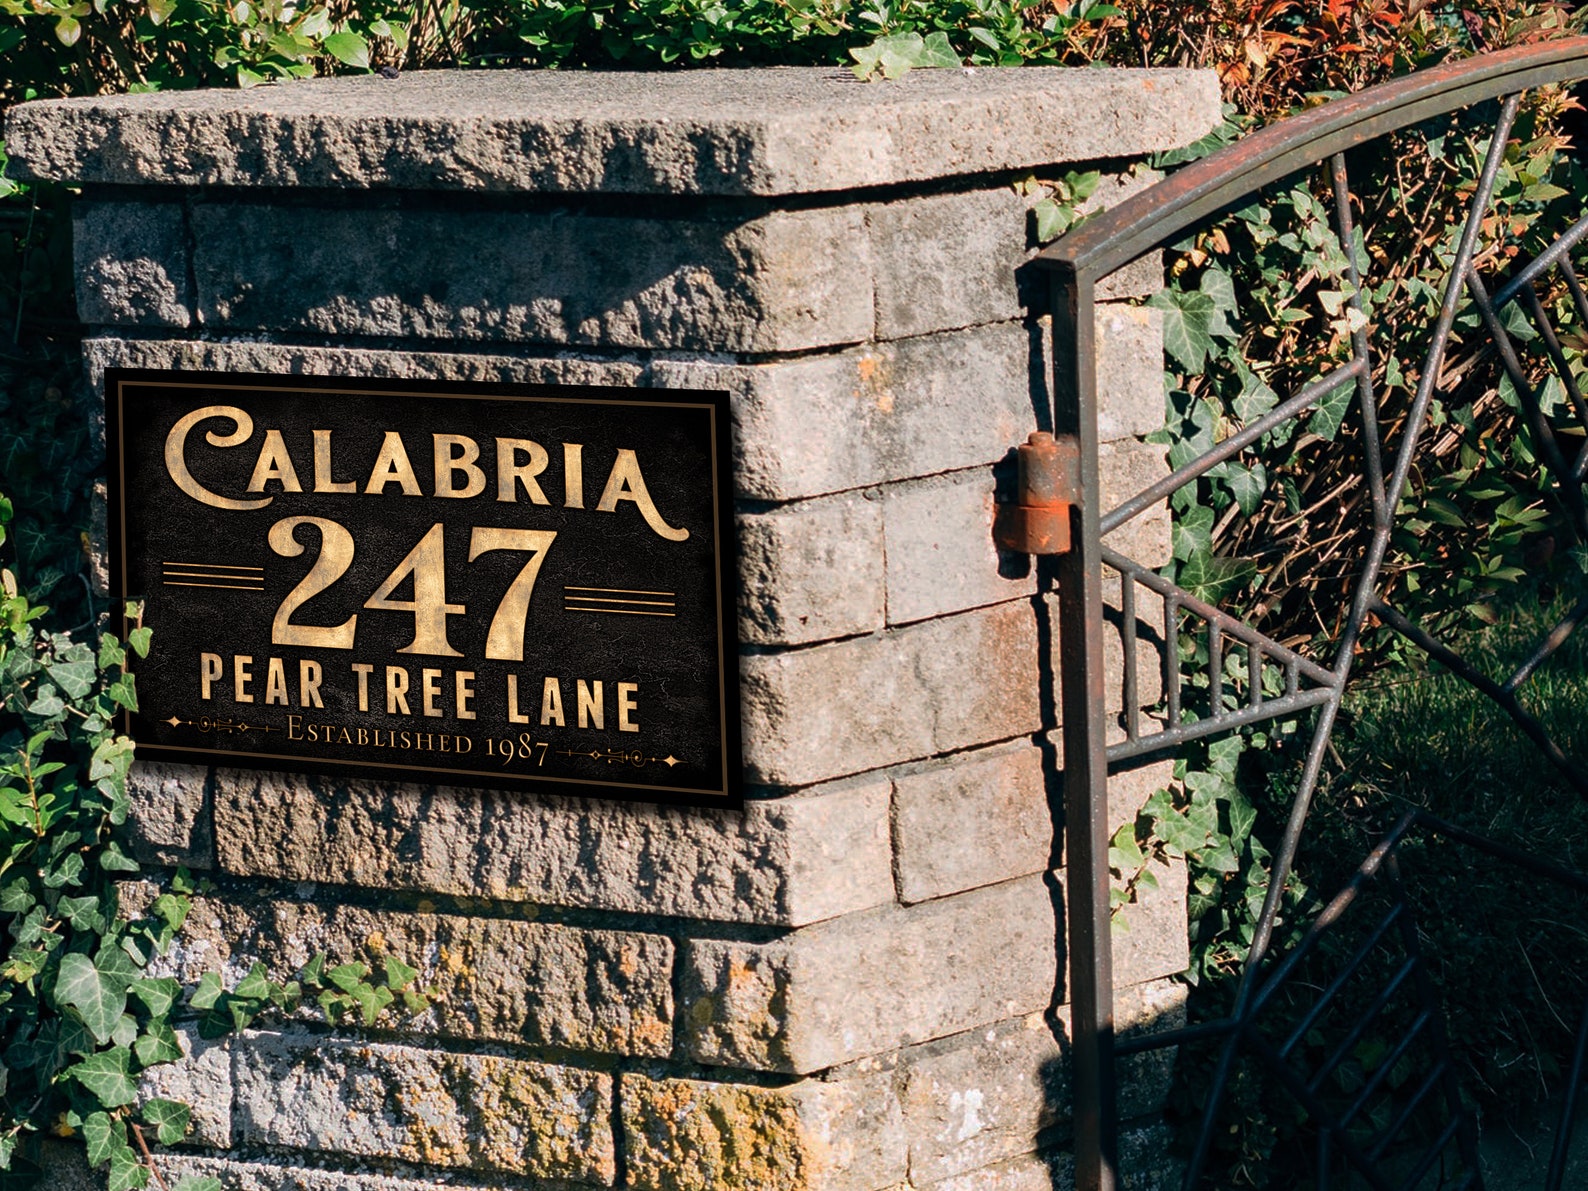 CALABRIA
247
PEAR TREE LANE
ESTABLISHED 1987